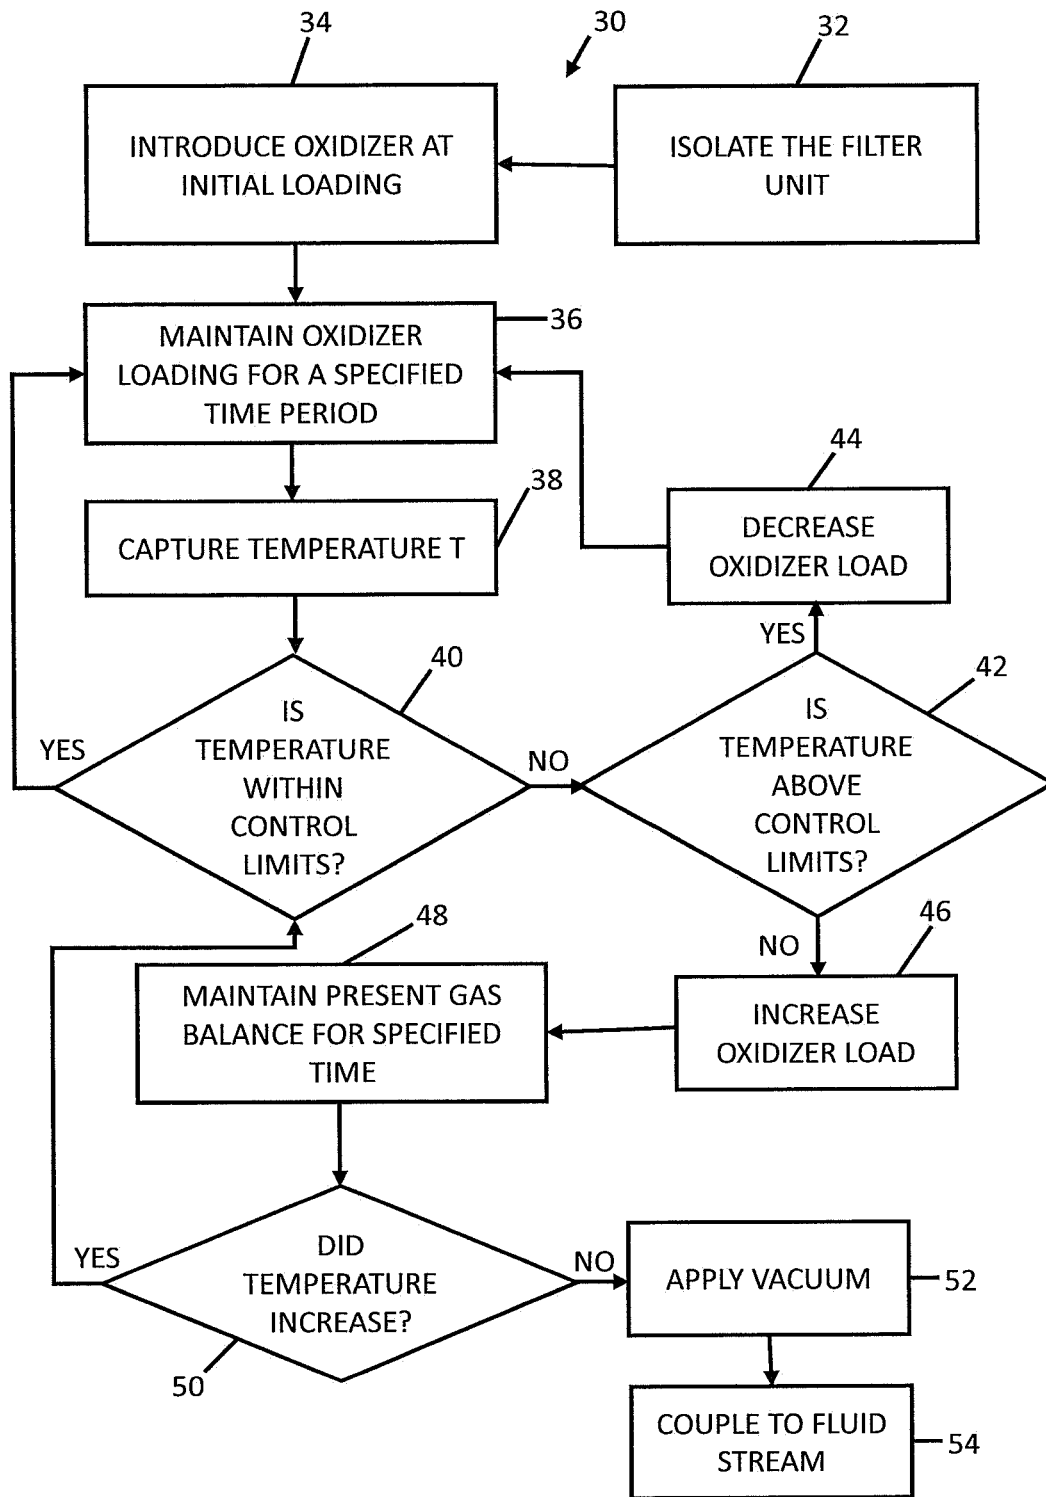 34
30
32
INTRODUCE OXIDIZER AT
INITIAL LOADING
ISOLATE THE FILTER
UNIT
MAINTAIN OXIDIZER
LOADING FOR A SPECIFIED
TIME PERIOD
36
44
38
CAPTURE TEMPERATURE T
DECREASE
OXIDIZER LOAD
YES
40
42
IS
TEMPERATURE
WITHIN
CONTROL
LIMITS?
YES
NO
IS
TEMPERATURE
ABOVE
CONTROL
LIMITS?
48
46
NO
MAINTAIN PRESENT GAS
BALANCE FOR SPECIFIED
TIME
INCREASE
OXIDIZER LOAD
YES
DID
TEMPERATURE
INCREASE?
NO
50
APPLY VACUUM
52
COUPLE TO FLUID
STREAM
54